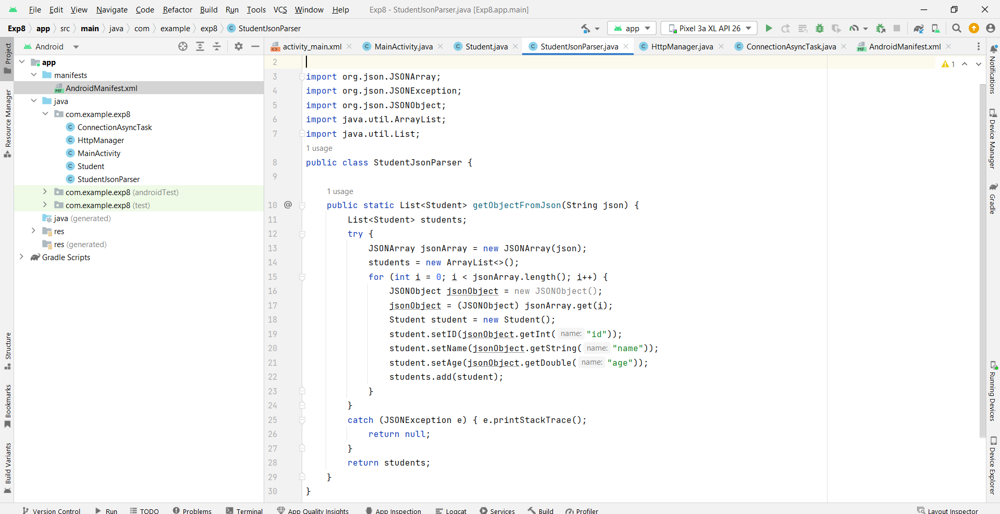 File Edit View Navigate Code Refactor Build Run Tools VCS Window Help Exp8 - StudentJsonParser.java [Exp8.app.main]
Exp8 app src main java com example exp8 C StudentJsonParser app Pixel 3a XL API 26
Project
Resource Manager
Structure
Bookmarks
Build Variants
Android
app
manifests
MF AndroidManifest.xml
java
com.example.exp8
C ConnectionAsyncTask
C HttpManager
C MainActivity
C Student
C StudentJsonParser
com.example.exp8 (androidTest)
com.example.exp8 (test)
java (generated)
res
res (generated)
Gradle Scripts
activity_main.xml C MainActivity.java C Student.java C StudentJsonParser.java C HttpManager.java C ConnectionAsyncTask.java MF AndroidManifest.xml
1
2
3 import org.json.JSONArray;
4 import org.json.JSONException;
5 import org.json.JSONObject;
6 import java.util.ArrayList;
7 import java.util.List;
1 usage
8 public class StudentJsonParser {
9
1 usage
10 @ public static List<Student> getObjectFromJson(String json) {
11 List<Student> students;
12 try {
13 JSONArray jsonArray = new JSONArray(json);
14 students = new ArrayList<>();
15 for (int i = 0; i < jsonArray.length(); i++) {
16 JSONObject jsonObject = new JSONObject();
17 jsonObject = (JSONObject) jsonArray.get(i);
18 Student student = new Student();
19 student.setID(jsonObject.getInt( name: "id"));
20 student.setName(jsonObject.getString( name: "name"));
21 student.setAge(jsonObject.getDouble( name: "age"));
22 students.add(student);
23 }
24 }
25 catch (JSONException e) { e.printStackTrace();
26 return null;
27 }
28 return students;
29 }
30 }
Notifications
Device Manager
Gradle
Running Devices
Device Explorer
Version Control Run TODO Problems Terminal App Quality Insights App Inspection Logcat Services Build Profiler Layout Inspector